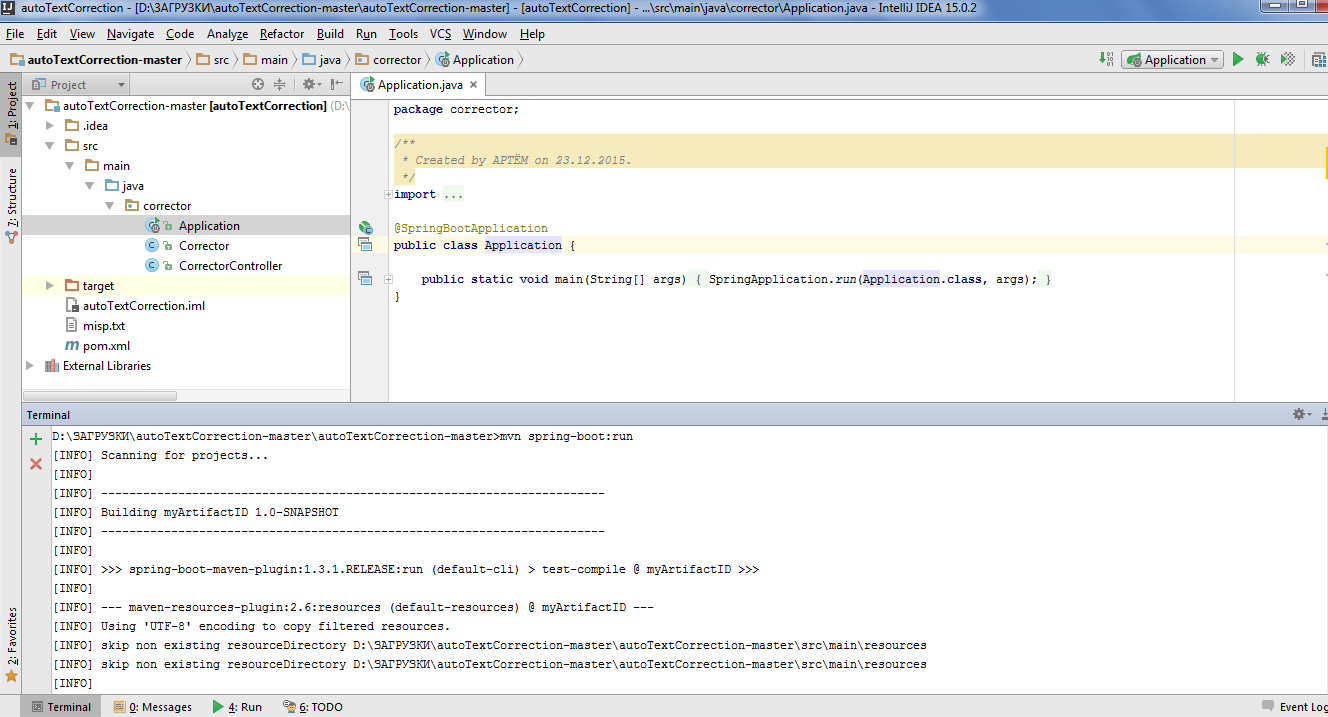 autoTextCorrection - [D:\ЗАГРУЗКИ\autoTextCorrection-master\autoTextCorrection-master] - [autoTextCorrection] - ...\src\main\java\corrector\Application.java - IntelliJ IDEA 15.0.2
File Edit View Navigate Code Analyze Refactor Build Run Tools VCS Window Help
autoTextCorrection-master src main java corrector Application Application
1: Project
7: Structure
2: Favorites
Project
autoTextCorrection-master [autoTextCorrection] (D:\
.idea
src
main
java
corrector
Application
Corrector
CorrectorController
target
autoTextCorrection.iml
misp.txt
pom.xml
External Libraries
Application.java
package corrector;
/**
* Created by APTËM on 23.12.2015.
*/
import ...
@SpringBootApplication
public class Application {
public static void main(String[] args) { SpringApplication.run(Application.class, args); }
}
Terminal
D:\ЗАГРУЗКИ\autoTextCorrection-master\autoTextCorrection-master>mvn spring-boot:run
[INFO] Scanning for projects...
[INFO]
[INFO] ------------------------------------------------------------------------
[INFO] Building myArtifactID 1.0-SNAPSHOT
[INFO] ------------------------------------------------------------------------
[INFO]
[INFO] >>> spring-boot-maven-plugin:1.3.1.RELEASE:run (default-cli) > test-compile @ myArtifactID >>>
[INFO]
[INFO] --- maven-resources-plugin:2.6:resources (default-resources) @ myArtifactID ---
[INFO] Using 'UTF-8' encoding to copy filtered resources.
[INFO] skip non existing resourceDirectory D:\ЗАГРУЗКИ\autoTextCorrection-master\autoTextCorrection-master\src\main\resources
[INFO] skip non existing resourceDirectory D:\ЗАГРУЗКИ\autoTextCorrection-master\autoTextCorrection-master\src\main\resources
[INFO]
Terminal 0: Messages 4: Run 6: TODO Event Log